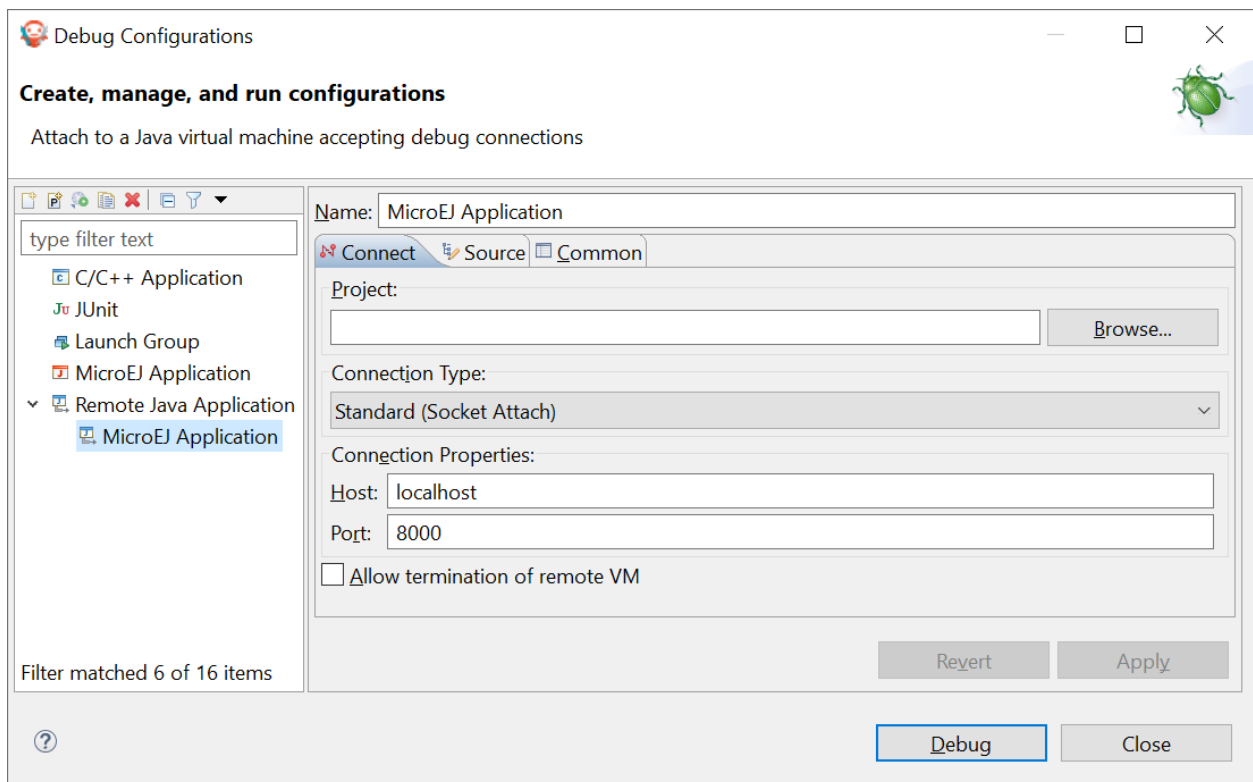 Debug Configurations
Create, manage, and run configurations
Attach to a Java virtual machine accepting debug connections
type filter text
C/C++ Application
JUnit
Launch Group
MicroEJ Application
Remote Java Application
MicroEJ Application
Filter matched 6 of 16 items
Name: MicroEJ Application
Connect Source Common
Project:
Browse...
Connection Type:
Standard (Socket Attach)
Connection Properties:
Host: localhost
Port: 8000
Allow termination of remote VM
Revert Apply
Debug Close